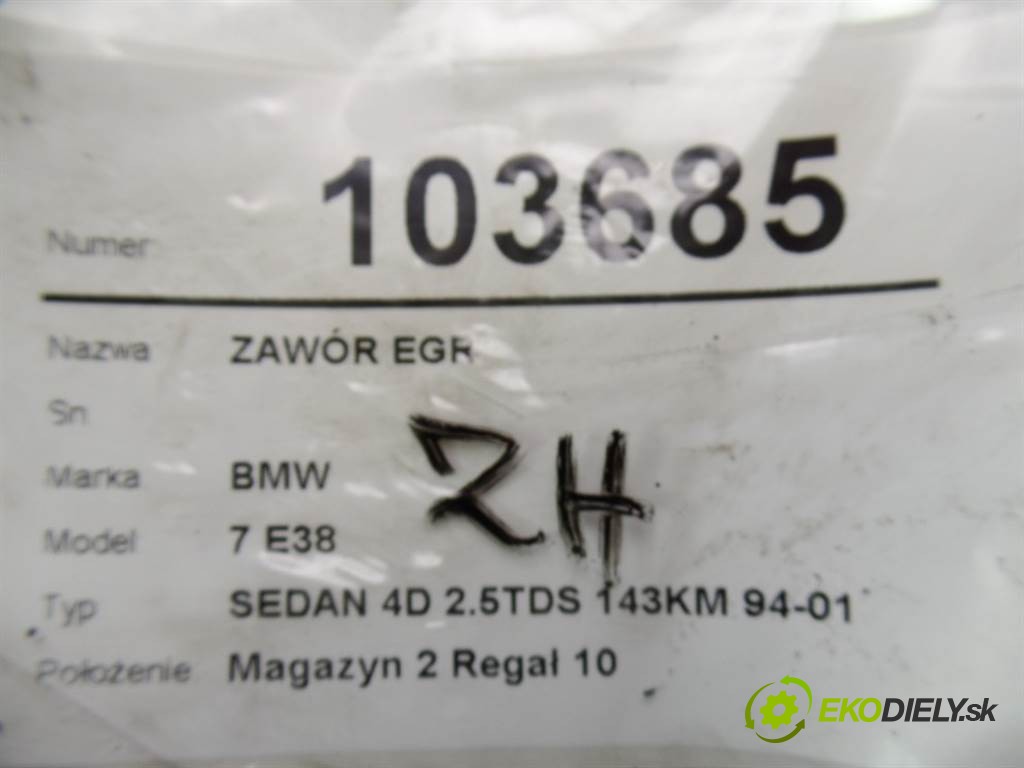 Numer 103685
Nazwa ZAWÓR EGR
Sn
Marka BMW
ZH
Model 7 E38
Typ SEDAN 4D 2.5TDS 143KM 94-01
Położenie Magazyn 2 Regał 10
EKODIELY.sk